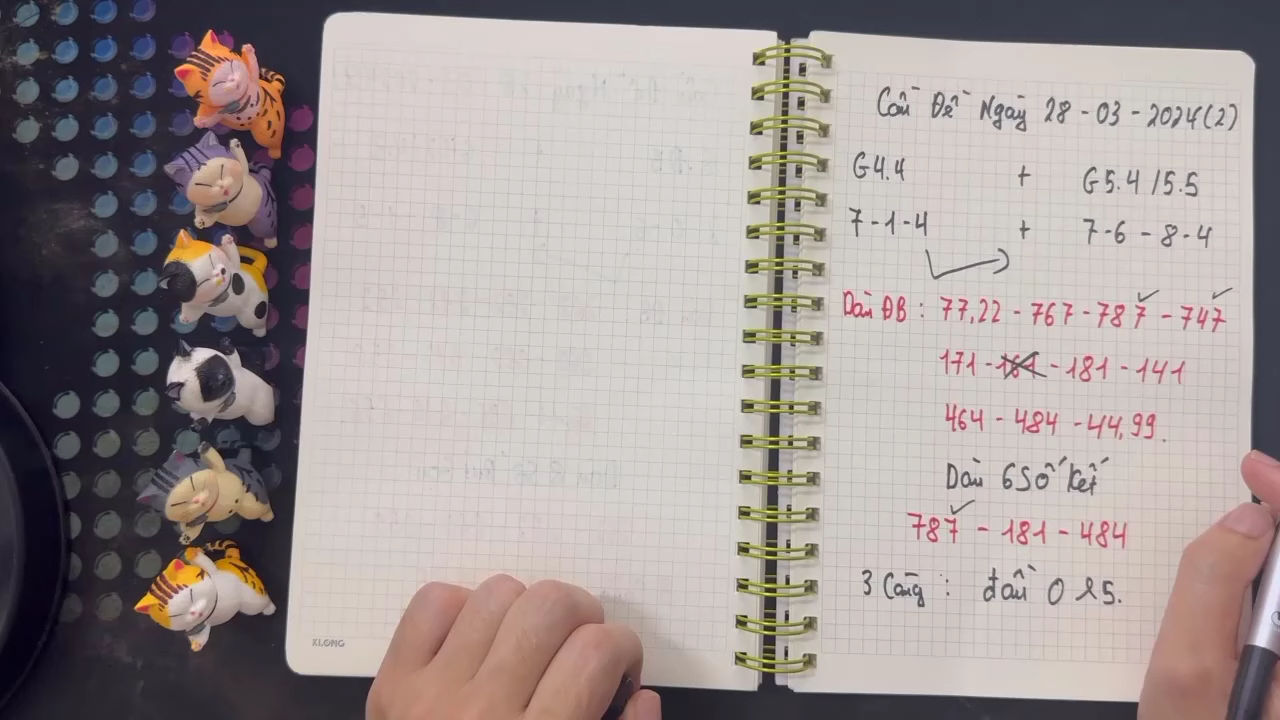 XLONG
Cầu Đề Ngày 28-03-2024(2)
G4.4 + G5.4/5.5
7-1-4 + 7-6-8-4
Dàn ĐB: 77,22-767-787-747
171-161-181-141
464-484-44,99.
Dàn 6 Số Kết
787-181-484
3 Càng: đầu 0 & 5.